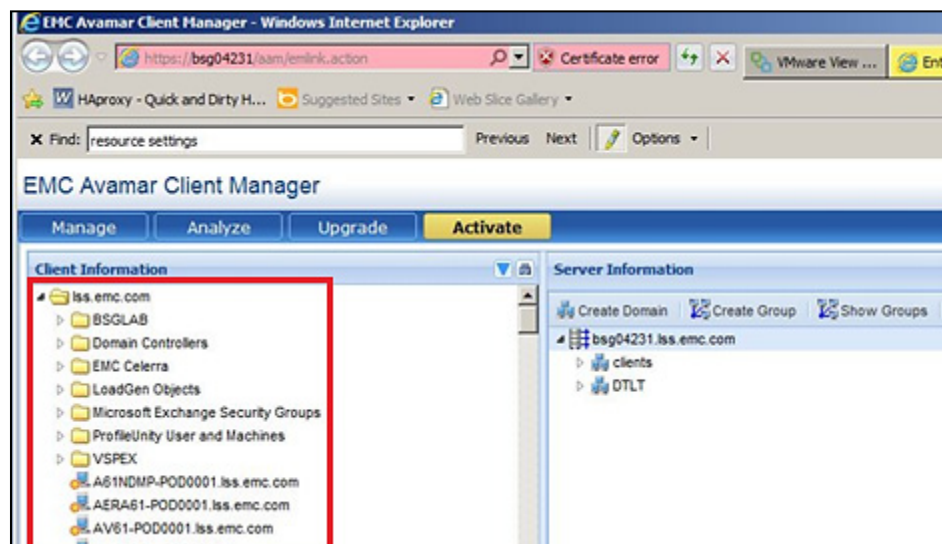 EMC Avamar Client Manager - Windows Internet Explorer
https://bsg04231/aam/emlink.action
Certificate error
VMware View ...
Ent
HAproxy - Quick and Dirty H...
Suggested Sites
Web Slice Gallery
X Find: resource settings
Previous Next Options
EMC Avamar Client Manager
Manage Analyze Upgrade Activate
Client Information
Server Information
lss.emc.com
BSGLAB
Domain Controllers
EMC Celerra
LoadGen Objects
Microsoft Exchange Security Groups
ProfileUnity User and Machines
VSPEX
A61NDMP-POD0001.lss.emc.com
AERA61-POD0001.lss.emc.com
AV61-POD0001.lss.emc.com
Create Domain Create Group Show Groups
bsg04231.lss.emc.com
clients
DTLT